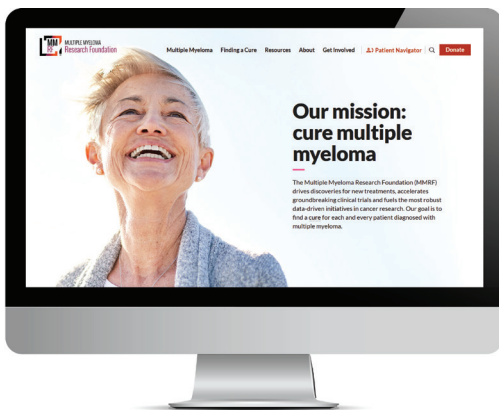 MM
RF
MULTIPLE MYELOMA
Research Foundation
Multiple Myeloma Finding a Cure Resources About Get Involved Patient Navigator Donate
Our mission:
cure multiple
myeloma
The Multiple Myeloma Research Foundation (MMRF)
drives discoveries for new treatments, accelerates
groundbreaking clinical trials and fuels the most robust
data-driven initiatives in cancer research. Our goal is to
find a cure for each and every patient diagnosed with
multiple myeloma.